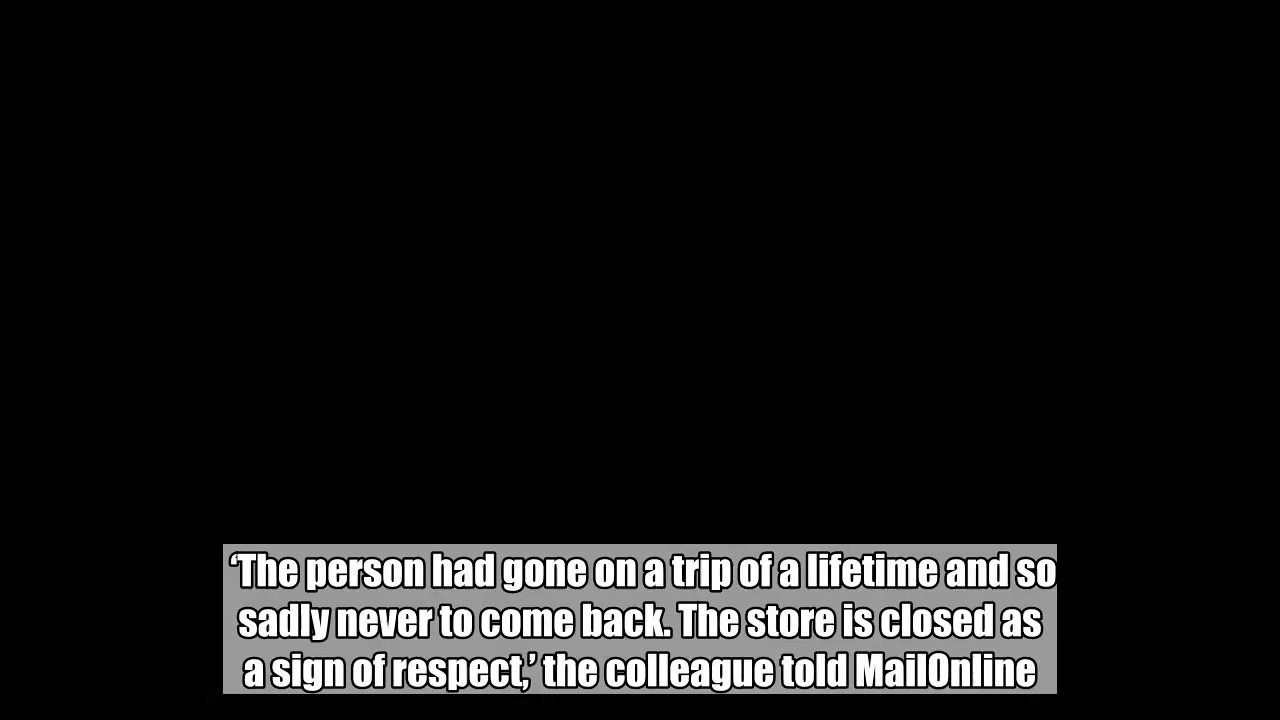 ‘The person had gone on a trip of a lifetime and so
sadly never to come back. The store is closed as
a sign of respect,’ the colleague told MailOnline